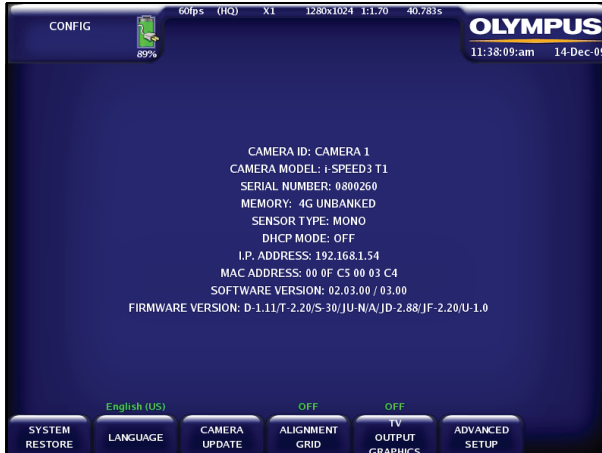 CONFIG
89%
60fps (HQ) X1 1280x1024 1:1.70 40.783s
OLYMPUS
11:38:09:am 14-Dec-09
CAMERA ID: CAMERA 1
CAMERA MODEL: i-SPEED3 T1
SERIAL NUMBER: 0800260
MEMORY: 4G UNBANKED
SENSOR TYPE: MONO
DHCP MODE: OFF
I.P. ADDRESS: 192.168.1.54
MAC ADDRESS: 00 0F C5 00 03 C4
SOFTWARE VERSION: 02.03.00 / 03.00
FIRMWARE VERSION: D-1.11/T-2.20/S-30/JU-N/A/JD-2.88/JF-2.20/U-1.0
English (US) OFF OFF
SYSTEM
RESTORE
LANGUAGE
CAMERA
UPDATE
ALIGNMENT
GRID
TV
OUTPUT
GRAPHICS
ADVANCED
SETUP